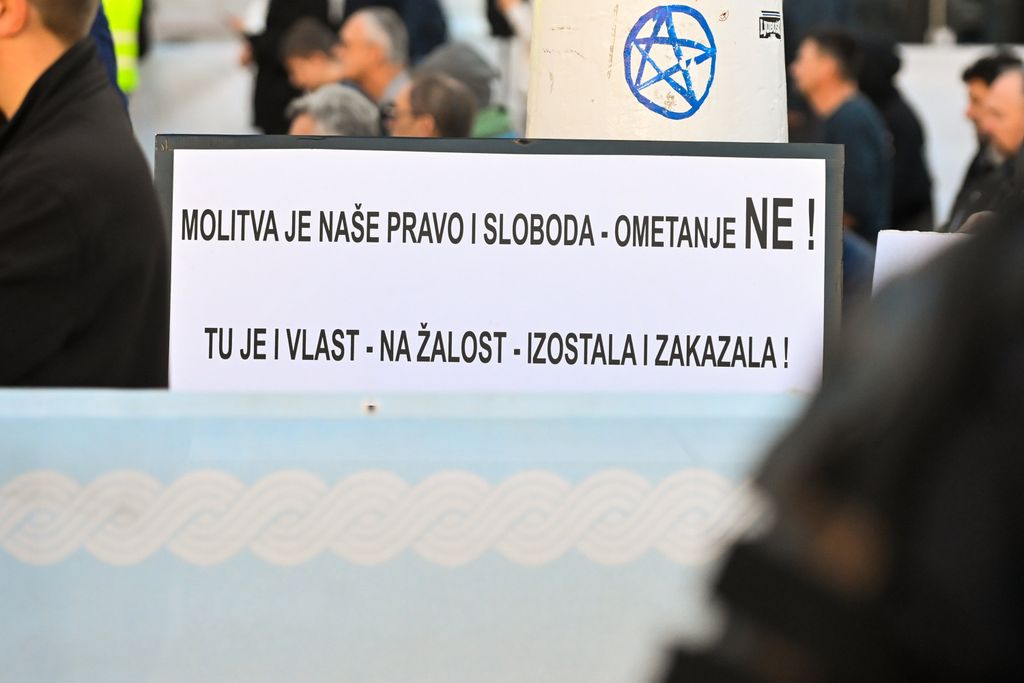 MOLITVA JE NAŠE PRAVO I SLOBODA - OMETANJE NE !
TU JE I VLAST - NA ŽALOST - IZOSTALA I ZAKAZALA !